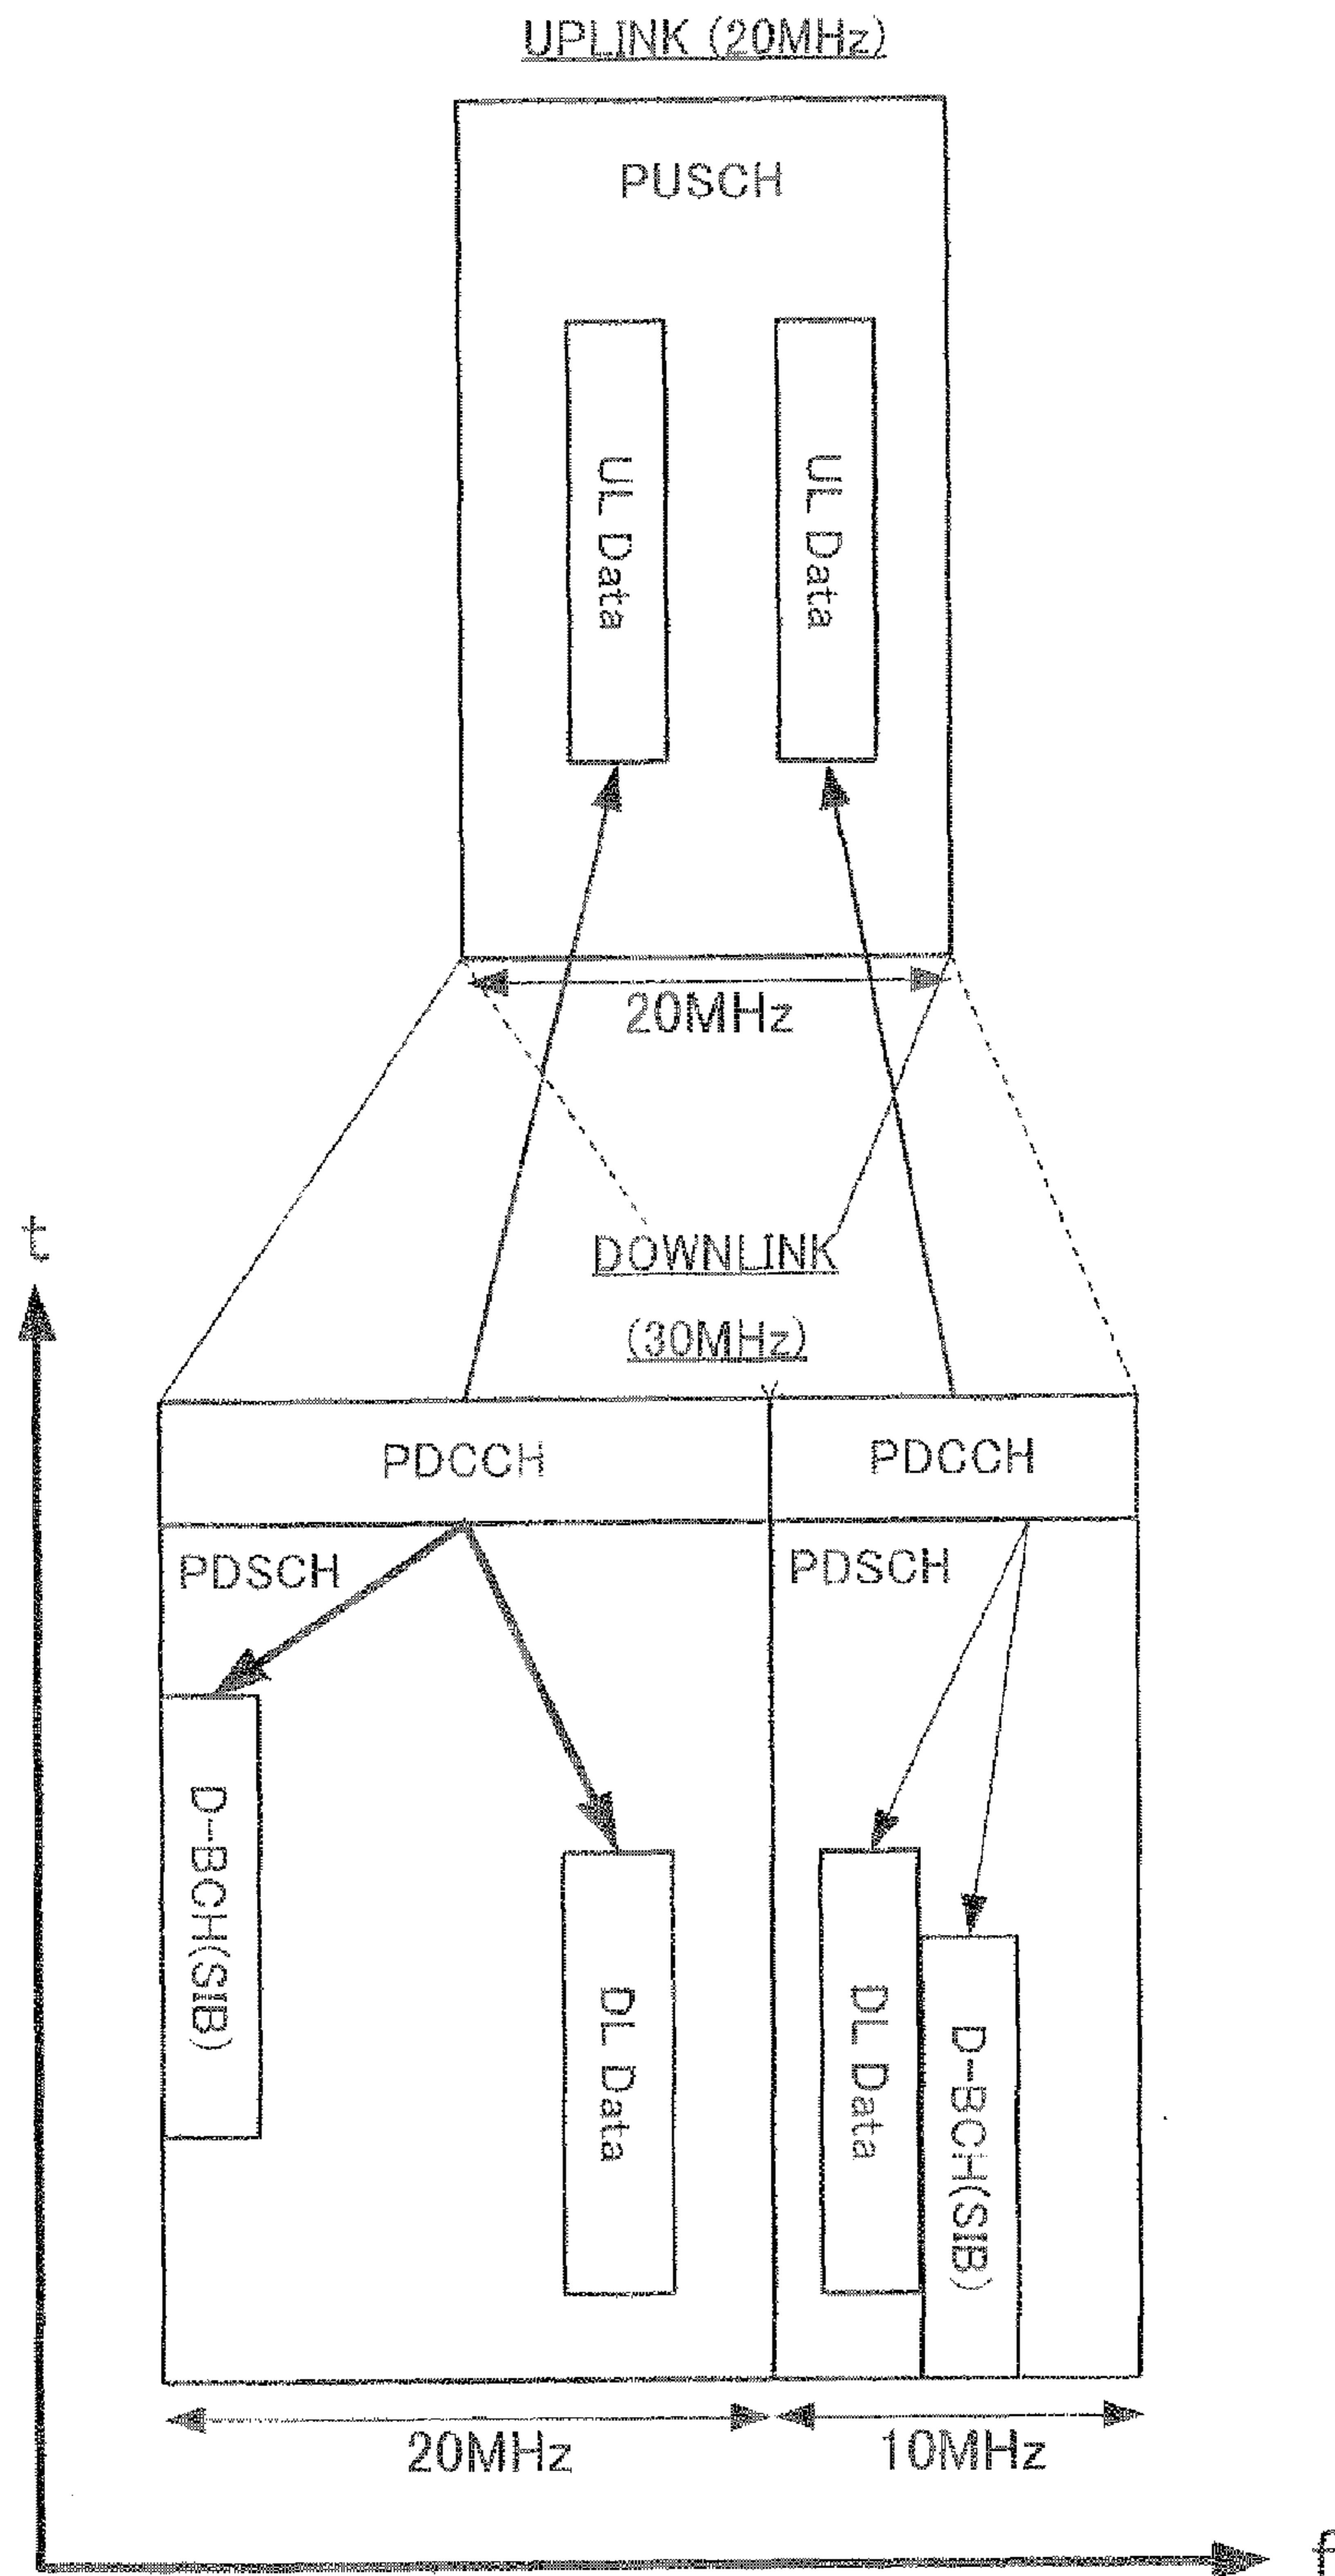 UPLINK (20MHz)
PUSCH
UL Data
UL Data
20MHz
t
DOWNLINK
(30MHz)
PDCCH
PDCCH
PDSCH
PDSCH
D-BCH(SIB)
DL Data
DL Data
D-BCH(SIB)
20MHz
10MHz
f